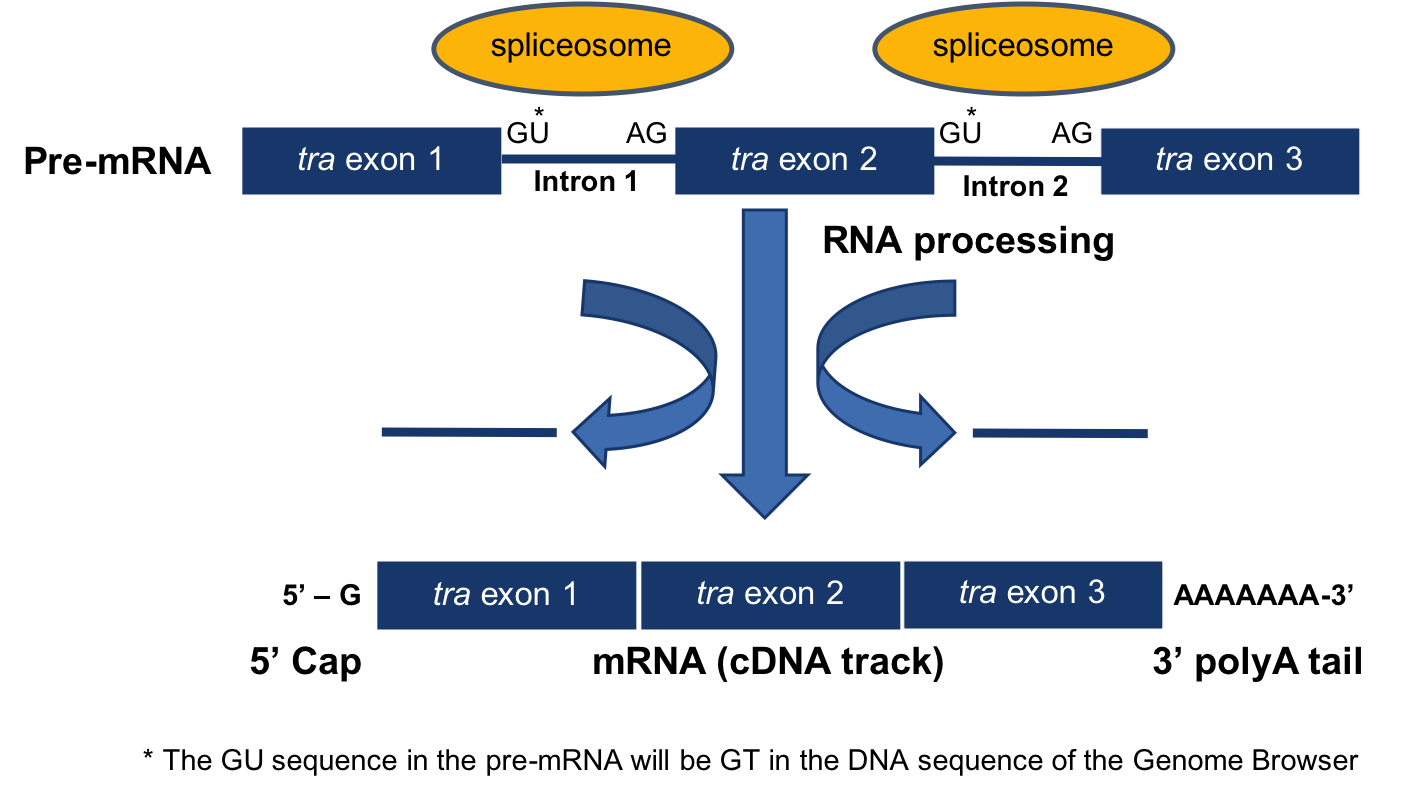 spliceosome
spliceosome
GU* AG GU* AG
Pre-mRNA tra exon 1 tra exon 2 tra exon 3
Intron 1 Intron 2
RNA processing
5’ – G tra exon 1 tra exon 2 tra exon 3 AAAAAAA-3’
5’ Cap mRNA (cDNA track) 3’ polyA tail
* The GU sequence in the pre-mRNA will be GT in the DNA sequence of the Genome Browser